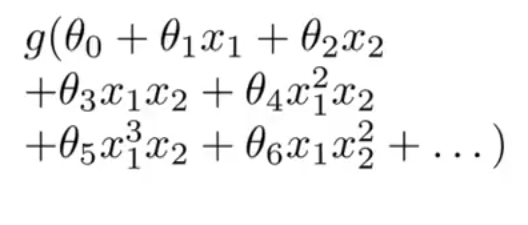 g(θ₀ + θ₁x₁ + θ₂x₂
+θ₃x₁x₂ + θ₄x₁²x₂
+θ₅x₁³x₂ + θ₆x₁x₂² + ...)